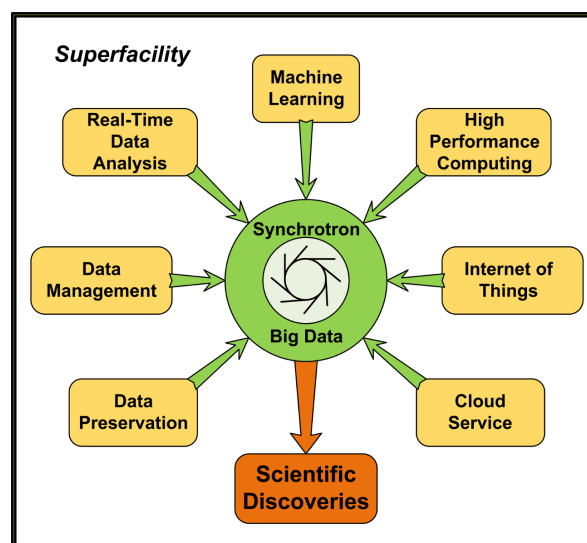 Superfacility
Machine
Learning
Real-Time
Data
Analysis
High
Performance
Computing
Synchrotron
Big Data
Data
Management
Internet of
Things
Data
Preservation
Cloud
Service
Scientific
Discoveries